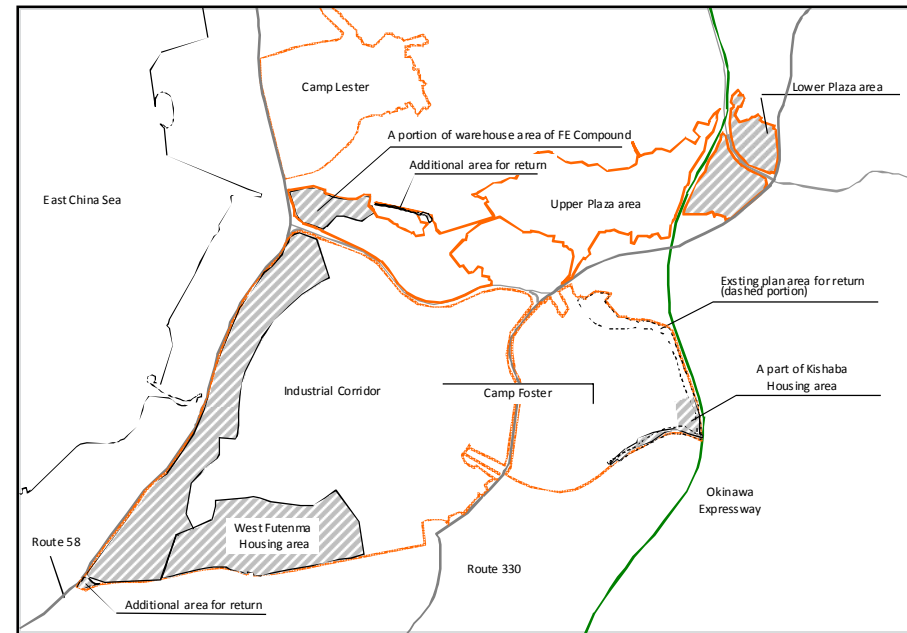 Camp Lester
Lower Plaza area
A portion of warehouse area of FE Compound
Additional area for return
East China Sea
Upper Plaza area
Exsting plan area for return
(dashed portion)
A part of Kishaba
Housing area
Industrial Corridor
Camp Foster
Okinawa
Expressway
West Futenma
Housing area
Route 58
Route 330
Additional area for return